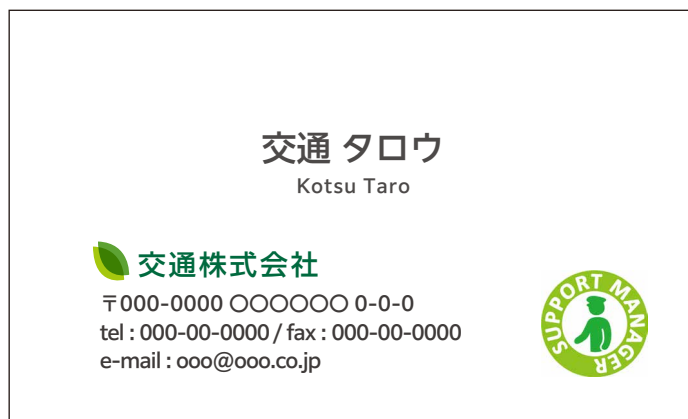 交通 タロウ
Kotsu Taro
交通株式会社
〒000-0000 〇〇〇〇〇〇 0-0-0
tel : 000-00-0000 / fax : 000-00-0000
e-mail : ooo@ooo.co.jp
SUPPORT MANAGER